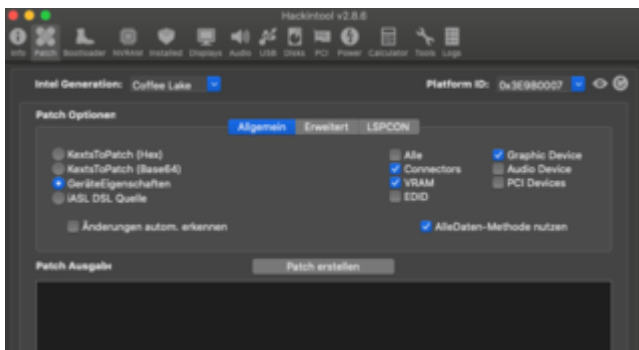 Hackintool v2.8.6
Info Patch Bootloader NVRAM Installed Displays Audio USB Disks PCI Power Calculator Tools Logs
Intel Generation: Coffee Lake Platform ID: 0x3E980007
Patch Optionen
Allgemein Erweitert LSPCON
KextsToPatch (Hex) Alle Graphic Device
KextsToPatch (Base64) Connectors Audio Device
GeräteEigenschaften VRAM PCI Devices
iASL DSL Quelle EDID
Änderungen autom. erkennen AlleDaten-Methode nutzen
Patch Ausgabe Patch erstellen